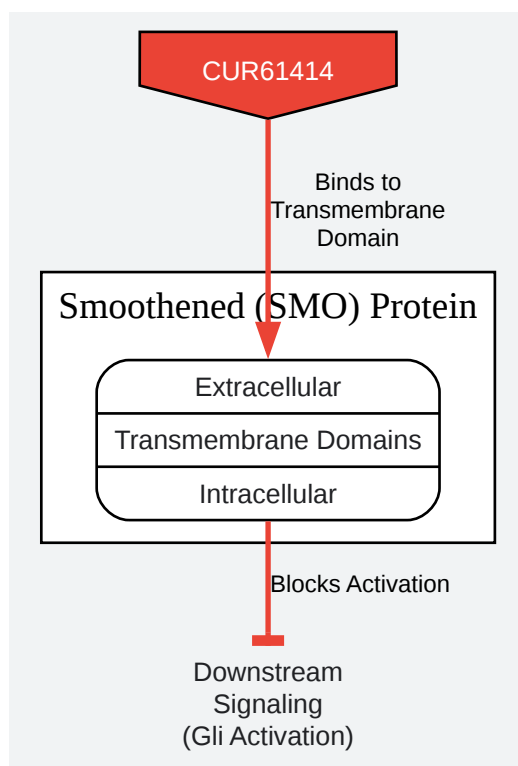 CUR61414
Binds to
Transmembrane
Domain
Smoothened (SMO) Protein
Extracellular
Transmembrane Domains
Intracellular
Blocks Activation
Downstream
Signaling
(Gli Activation)